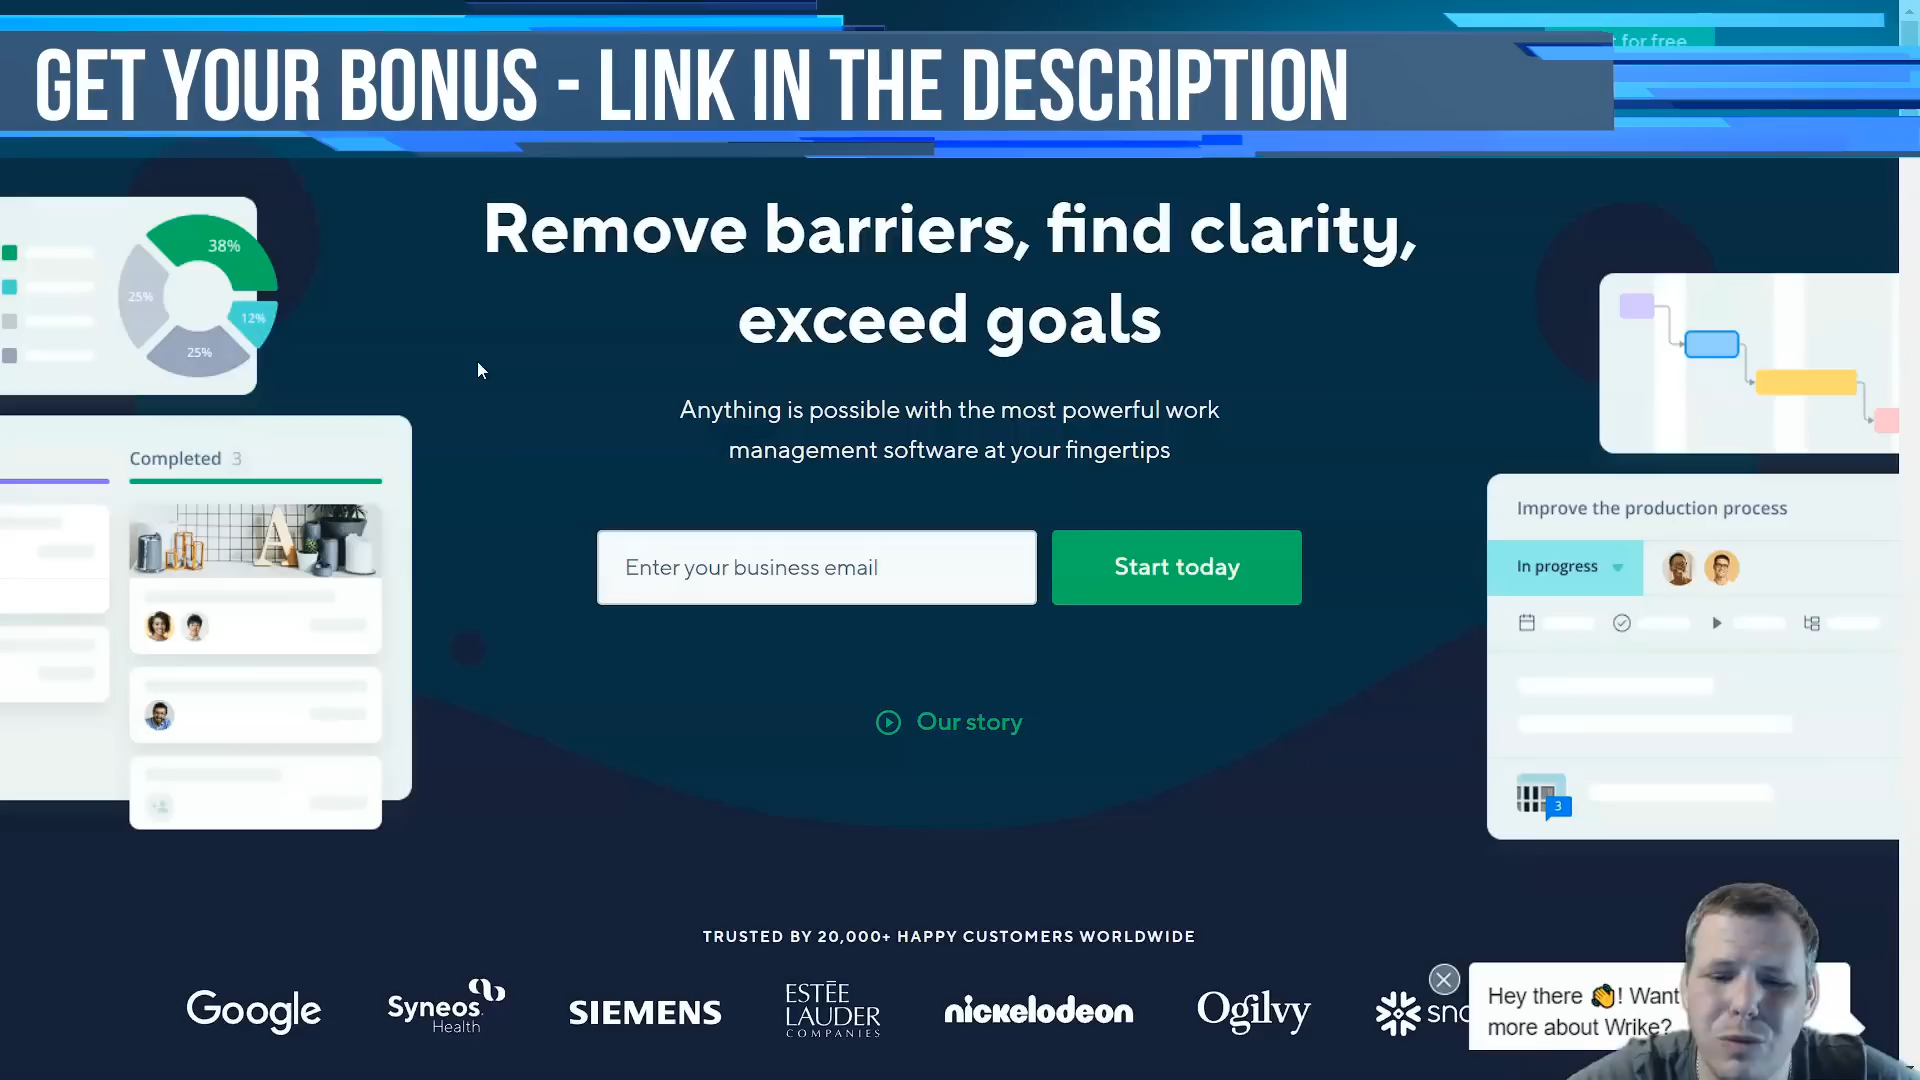 for free
GET YOUR BONUS - LINK IN THE DESCRIPTION
Remove barriers, find clarity,
exceed goals
Anything is possible with the most powerful work
management software at your fingertips
Enter your business email
Start today
Our story
38%
25%
12%
25%
Completed 3
A
Improve the production process
In progress
3
TRUSTED BY 20,000+ HAPPY CUSTOMERS WORLDWIDE
Google
Syneos
Health
SIEMENS
ESTĒE
LAUDER
COMPANIES
nickelodeon
Ogilvy
Hey there 👏! Want
more about Wrike?